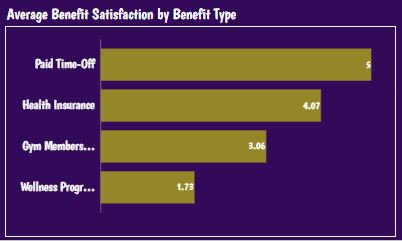 Average Benefit Satisfaction by Benefit Type
Paid Time-Off 5
Health Insurance 4.07
Gym Members... 3.06
Wellness Progr... 1.73